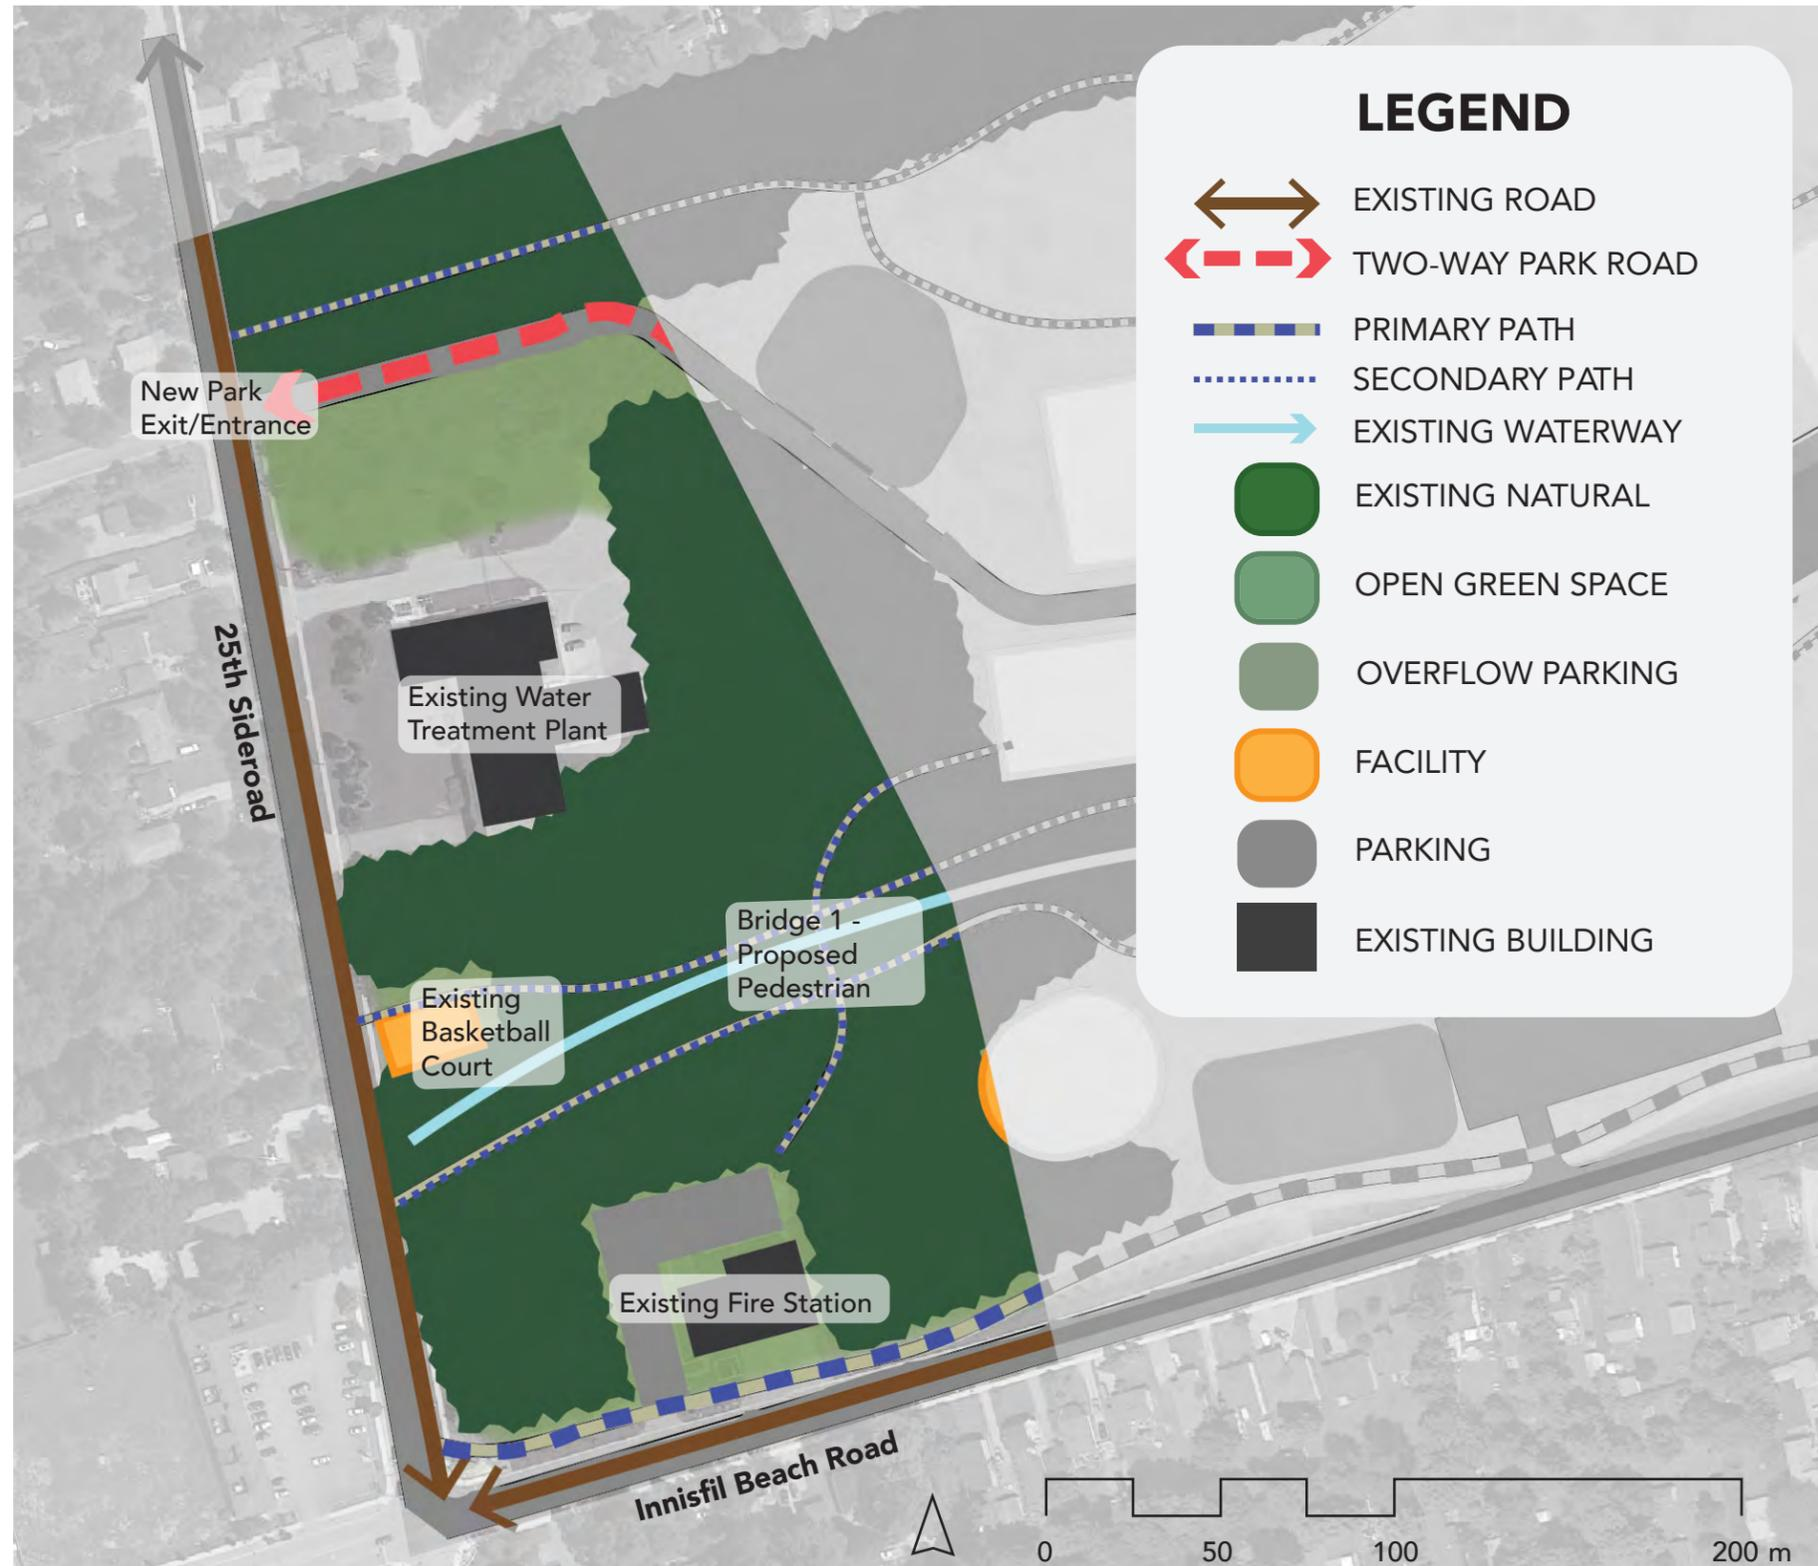 LEGEND
EXISTING ROAD
TWO-WAY PARK ROAD
PRIMARY PATH
SECONDARY PATH
EXISTING WATERWAY
EXISTING NATURAL
OPEN GREEN SPACE
OVERFLOW PARKING
FACILITY
PARKING
EXISTING BUILDING
New Park
Exit/Entrance
25th Sideroad
Existing Water
Treatment Plant
Bridge 1 -
Proposed
Pedestrian
Existing
Basketball
Court
Existing Fire Station
Innisfil Beach Road
0 50 100 200 m